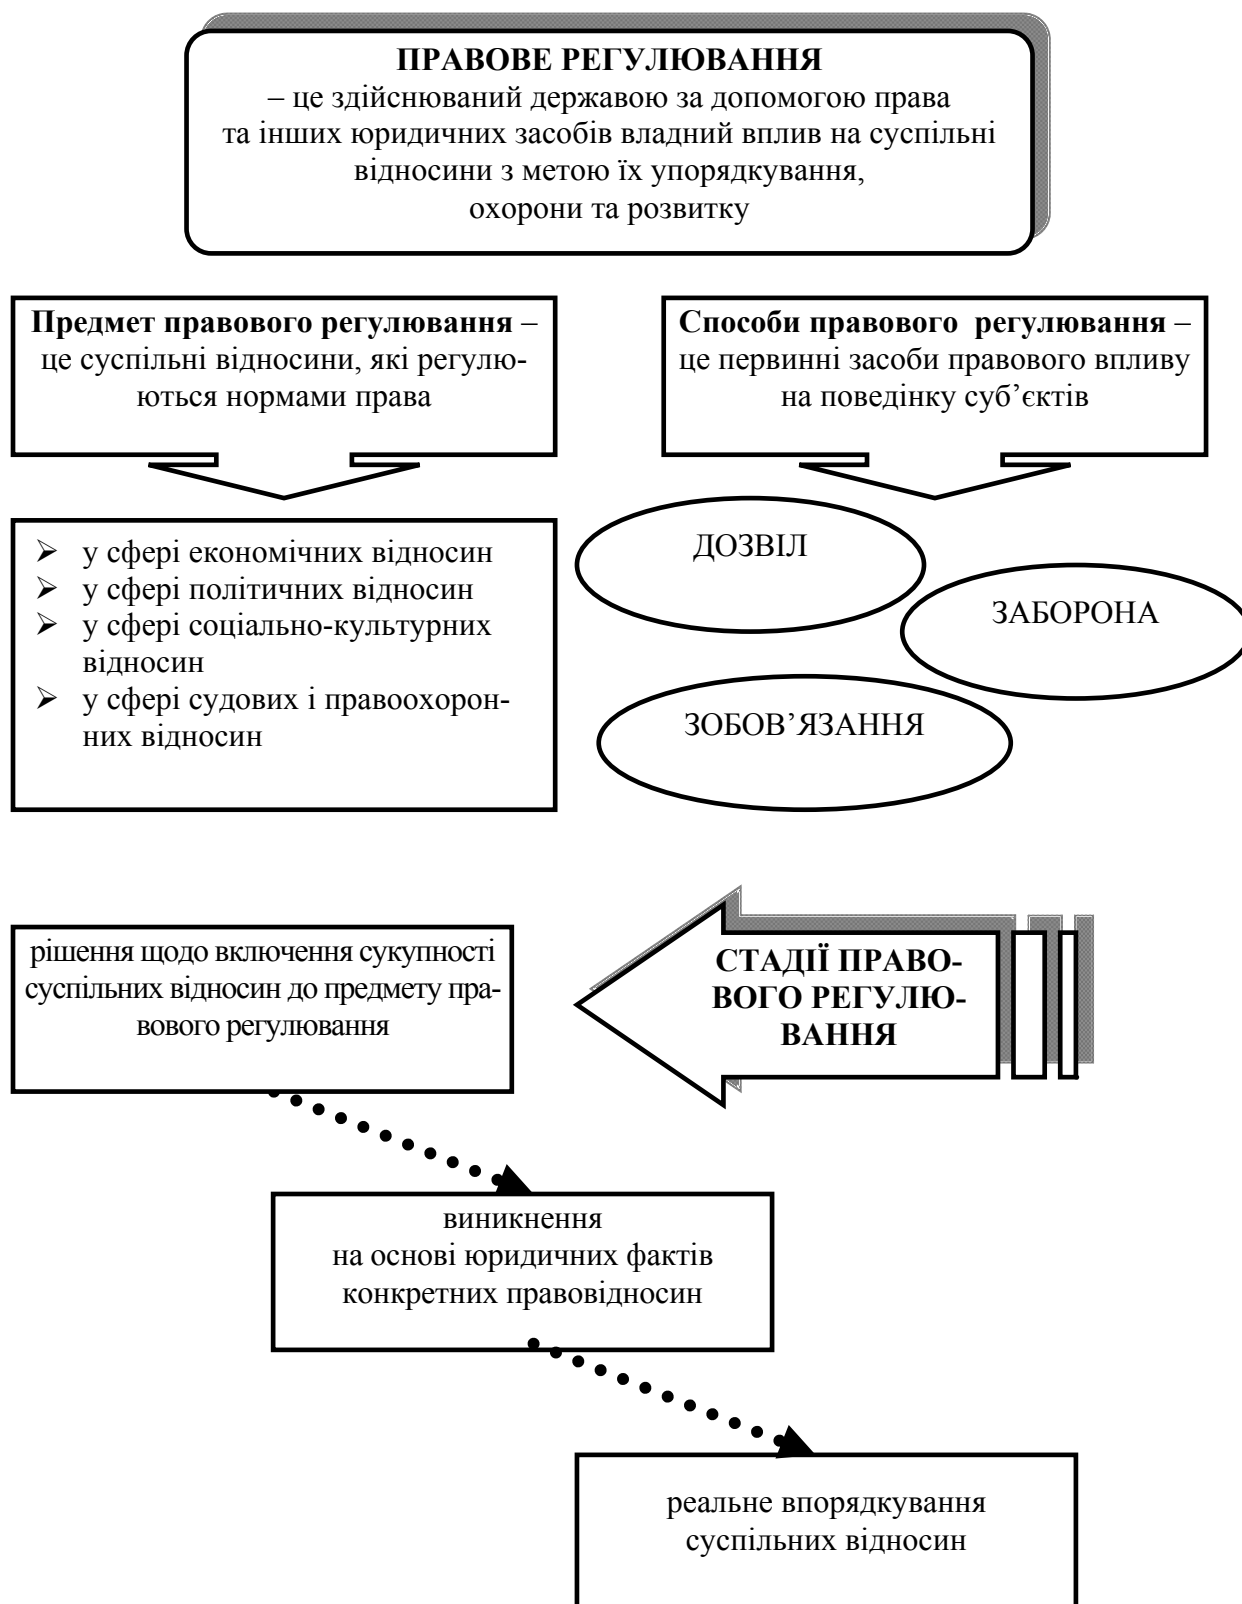 ПРАВОВЕ РЕГУЛЮВАННЯ
– це здійснюваний державою за допомогою права
та інших юридичних засобів владний вплив на суспільні
відносини з метою їх упорядкування,
охорони та розвитку
Предмет правового регулювання –
це суспільні відносини, які регулю-
ються нормами права
Способи правового регулювання –
це первинні засоби правового впливу
на поведінку суб’єктів
➢ у сфері економічних відносин
➢ у сфері політичних відносин
➢ у сфері соціально-культурних
відносин
➢ у сфері судових і правоохорон-
них відносин
ДОЗВІЛ
ЗАБОРОНА
ЗОБОВ’ЯЗАННЯ
СТАДІЇ ПРАВО-
ВОГО РЕГУЛЮ-
ВАННЯ
рішення щодо включення сукупності
суспільних відносин до предмету пра-
вового регулювання
виникнення
на основі юридичних фактів
конкретних правовідносин
реальне впорядкування
суспільних відносин